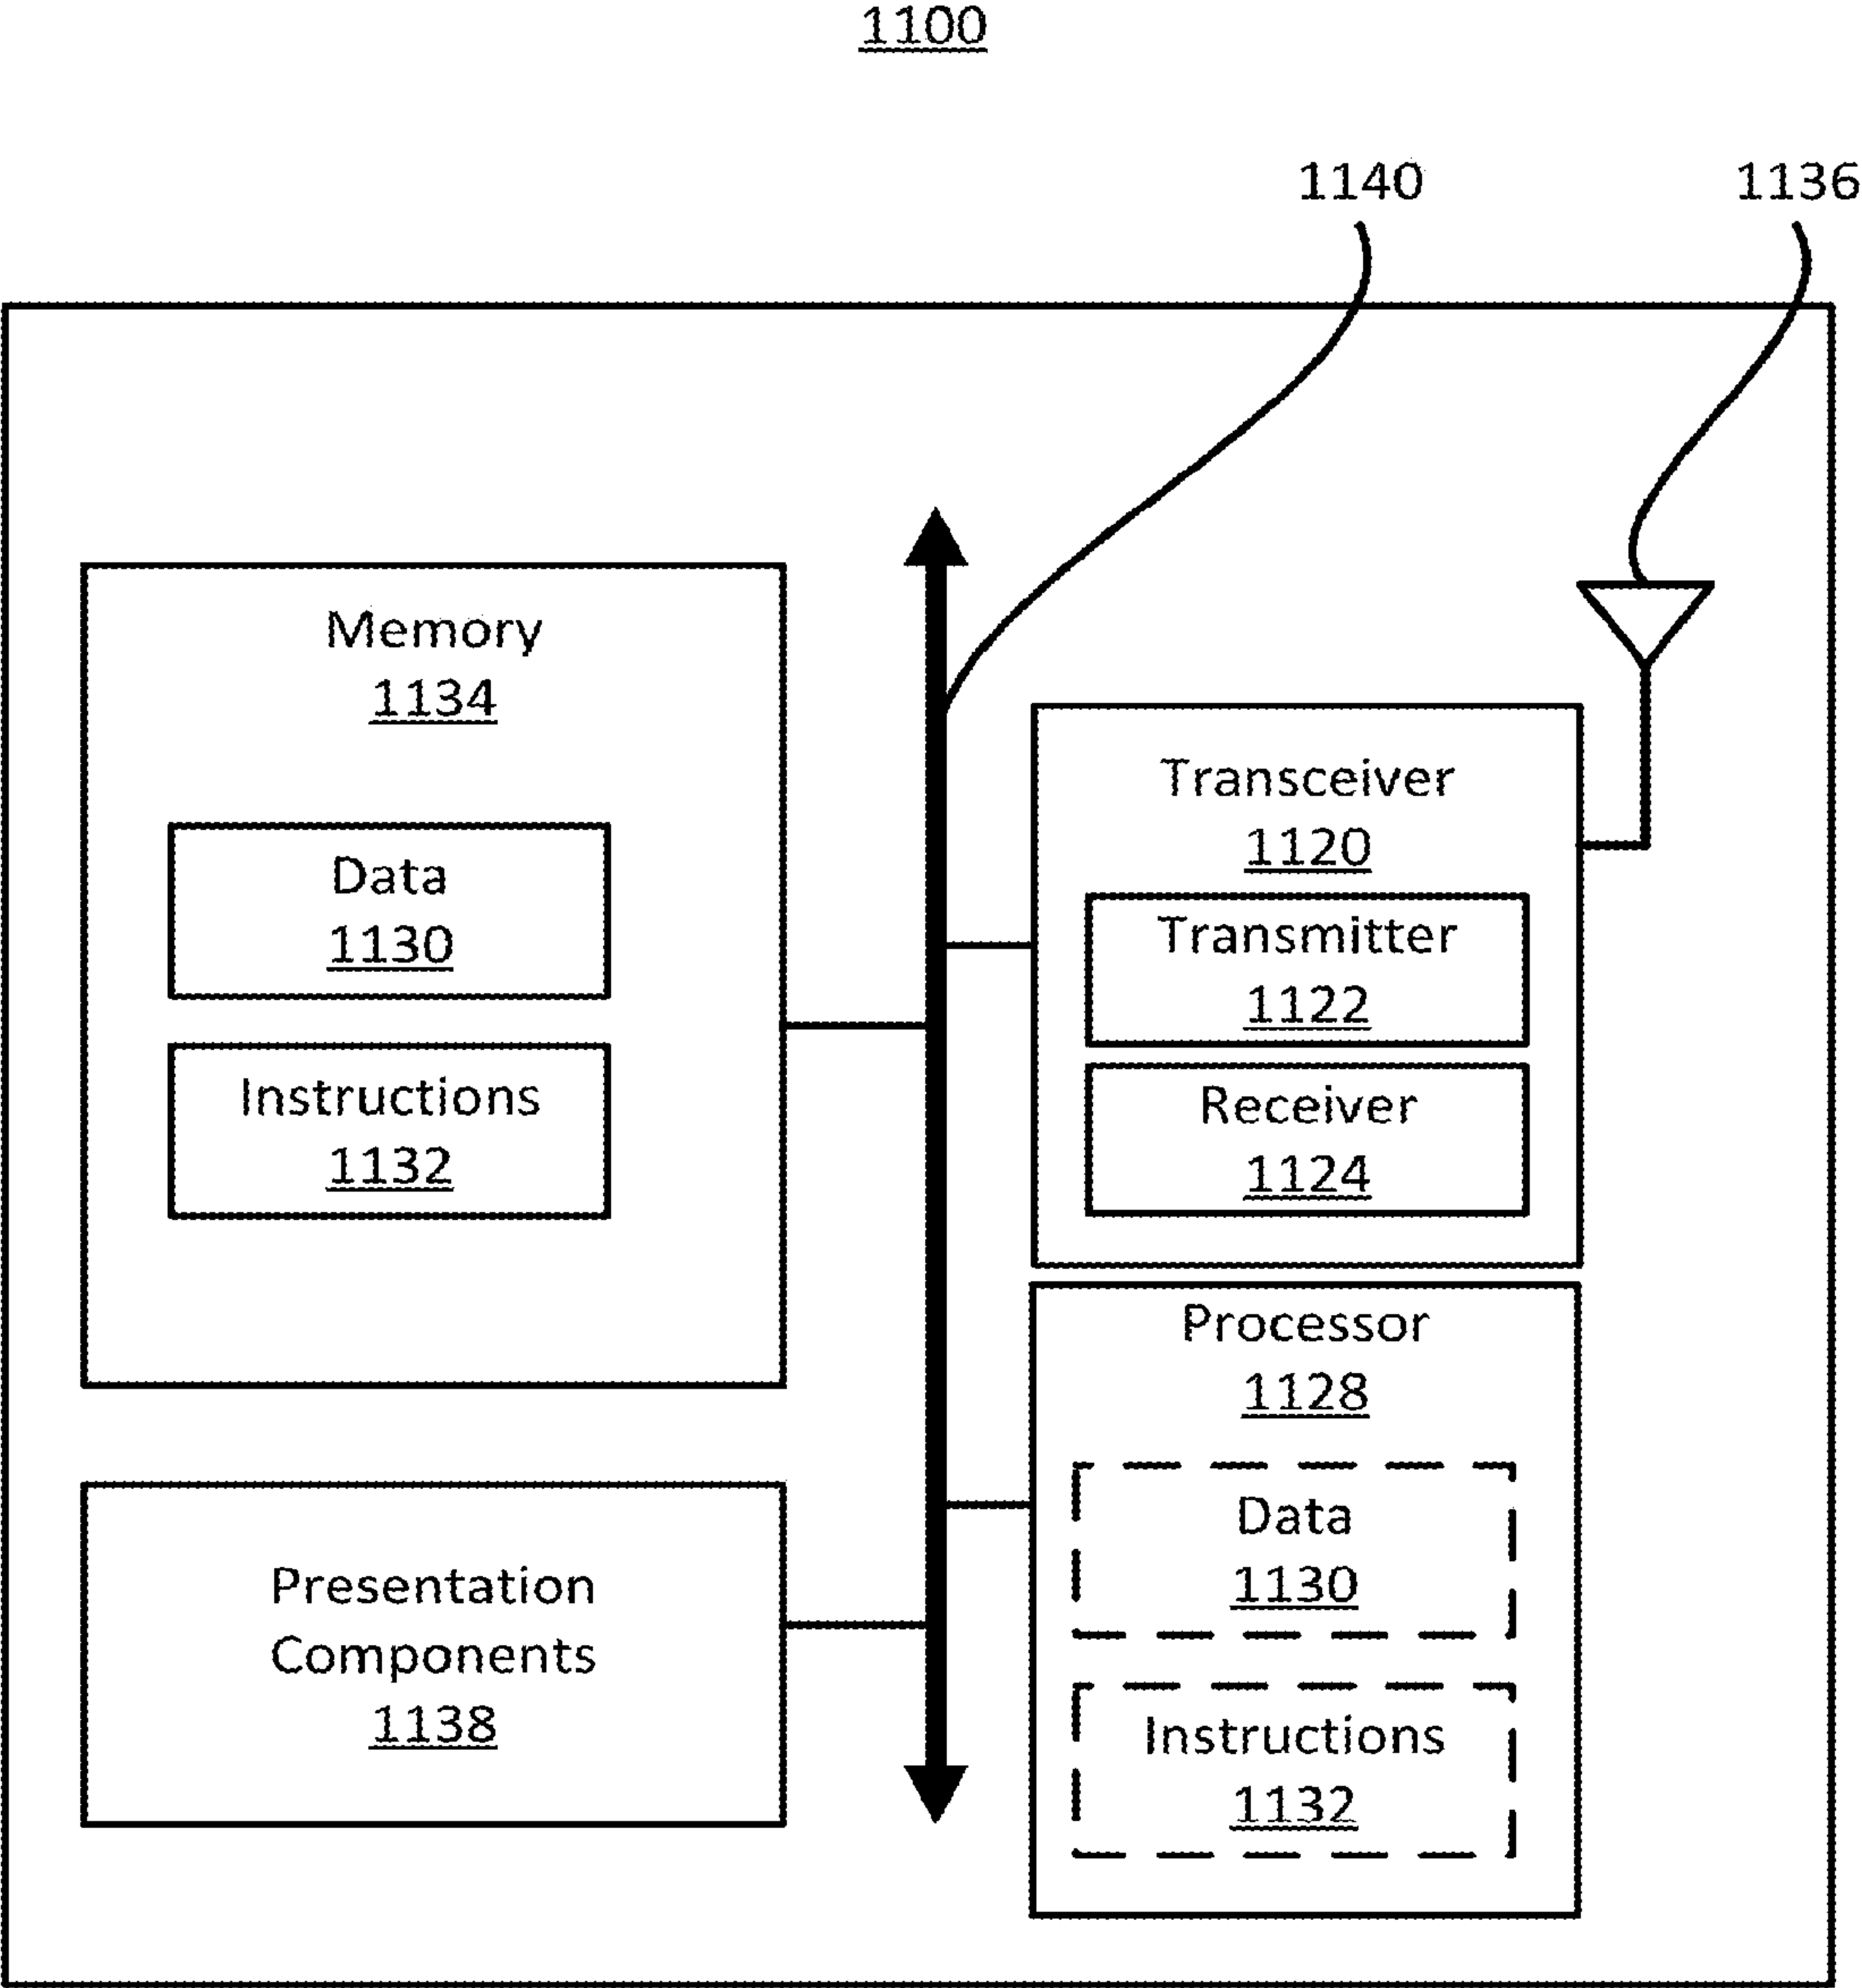 1100
1140
1136
Memory
1134
Data
1130
Instructions
1132
Presentation
Components
1138
Transceiver
1120
Transmitter
1122
Receiver
1124
Processor
1128
Data
1130
Instructions
1132